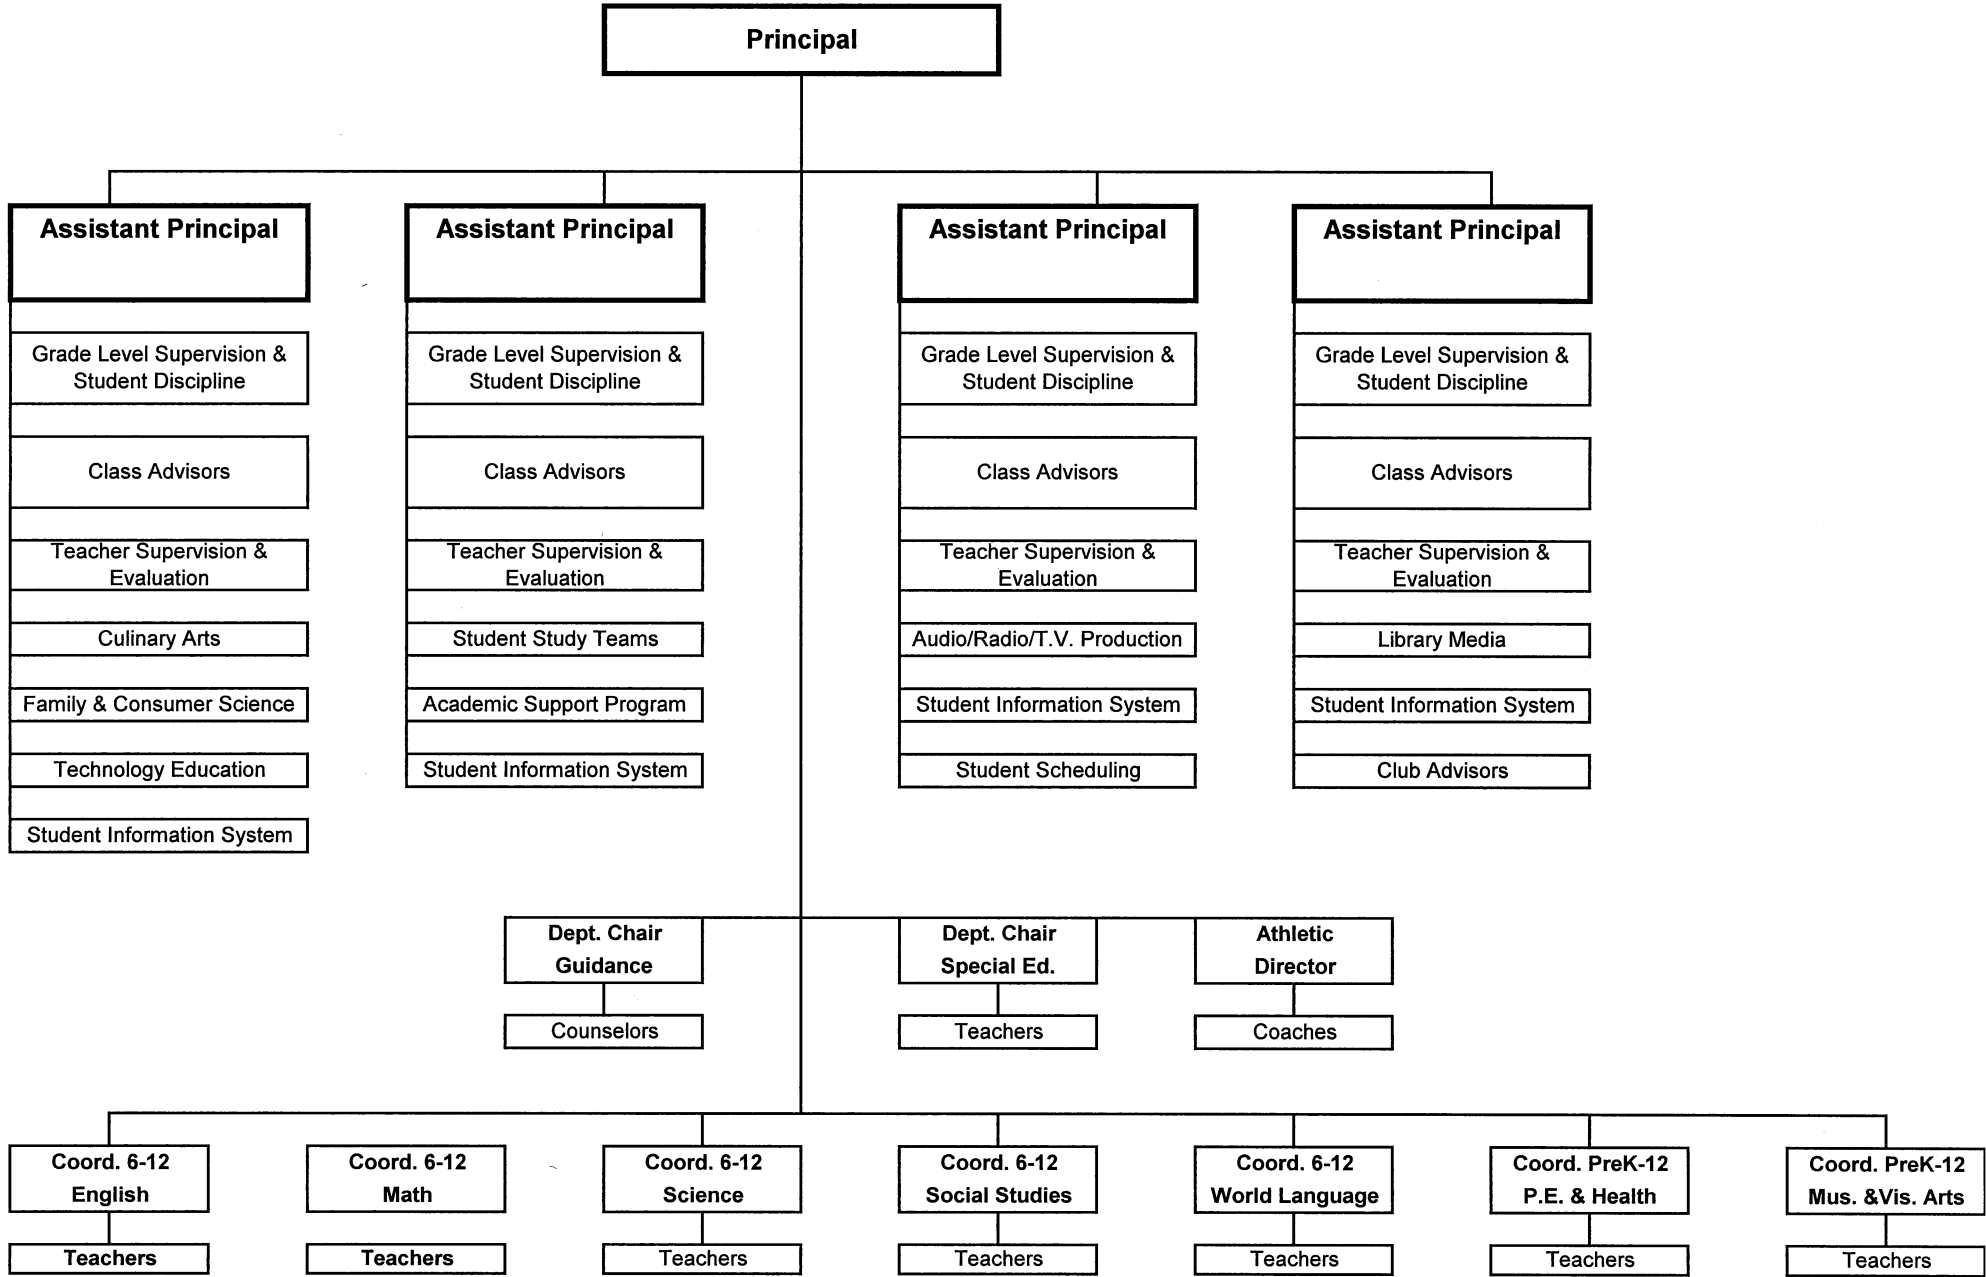 Principal
Assistant Principal
Grade Level Supervision &
Student Discipline
Class Advisors
Teacher Supervision &
Evaluation
Culinary Arts
Family & Consumer Science
Technology Education
Student Information System
Assistant Principal
Grade Level Supervision &
Student Discipline
Class Advisors
Teacher Supervision &
Evaluation
Student Study Teams
Academic Support Program
Student Information System
Assistant Principal
Grade Level Supervision &
Student Discipline
Class Advisors
Teacher Supervision &
Evaluation
Audio/Radio/T.V. Production
Student Information System
Student Scheduling
Assistant Principal
Grade Level Supervision &
Student Discipline
Class Advisors
Teacher Supervision &
Evaluation
Library Media
Student Information System
Club Advisors
Dept. Chair
Guidance
Counselors
Dept. Chair
Special Ed.
Teachers
Athletic
Director
Coaches
Coord. 6-12
English
Teachers
Coord. 6-12
Math
Teachers
Coord. 6-12
Science
Teachers
Coord. 6-12
Social Studies
Teachers
Coord. 6-12
World Language
Teachers
Coord. PreK-12
P.E. & Health
Teachers
Coord. PreK-12
Mus. &Vis. Arts
Teachers